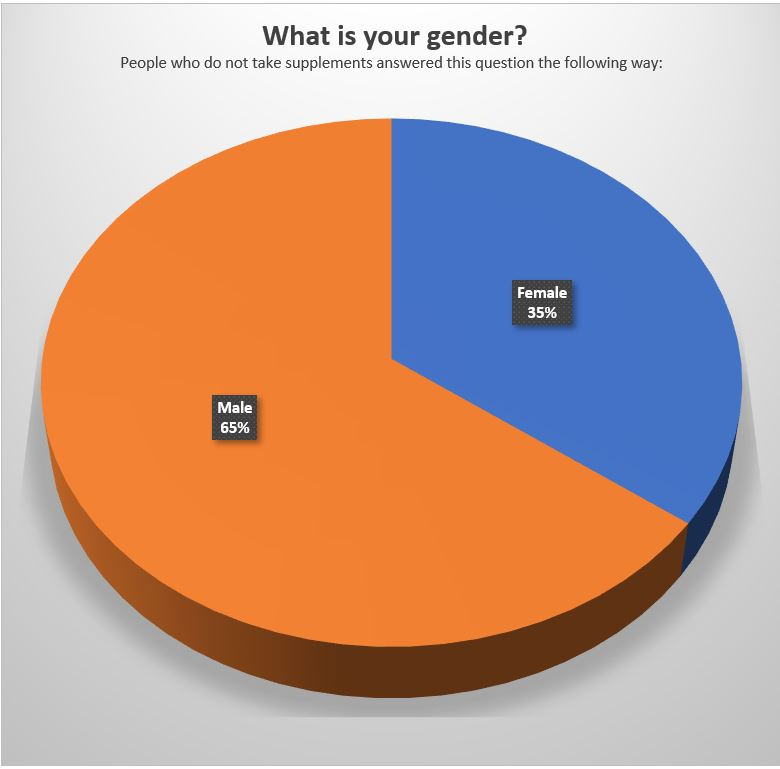 What is your gender?
People who do not take supplements answered this question the following way:
Female
35%
Male
65%